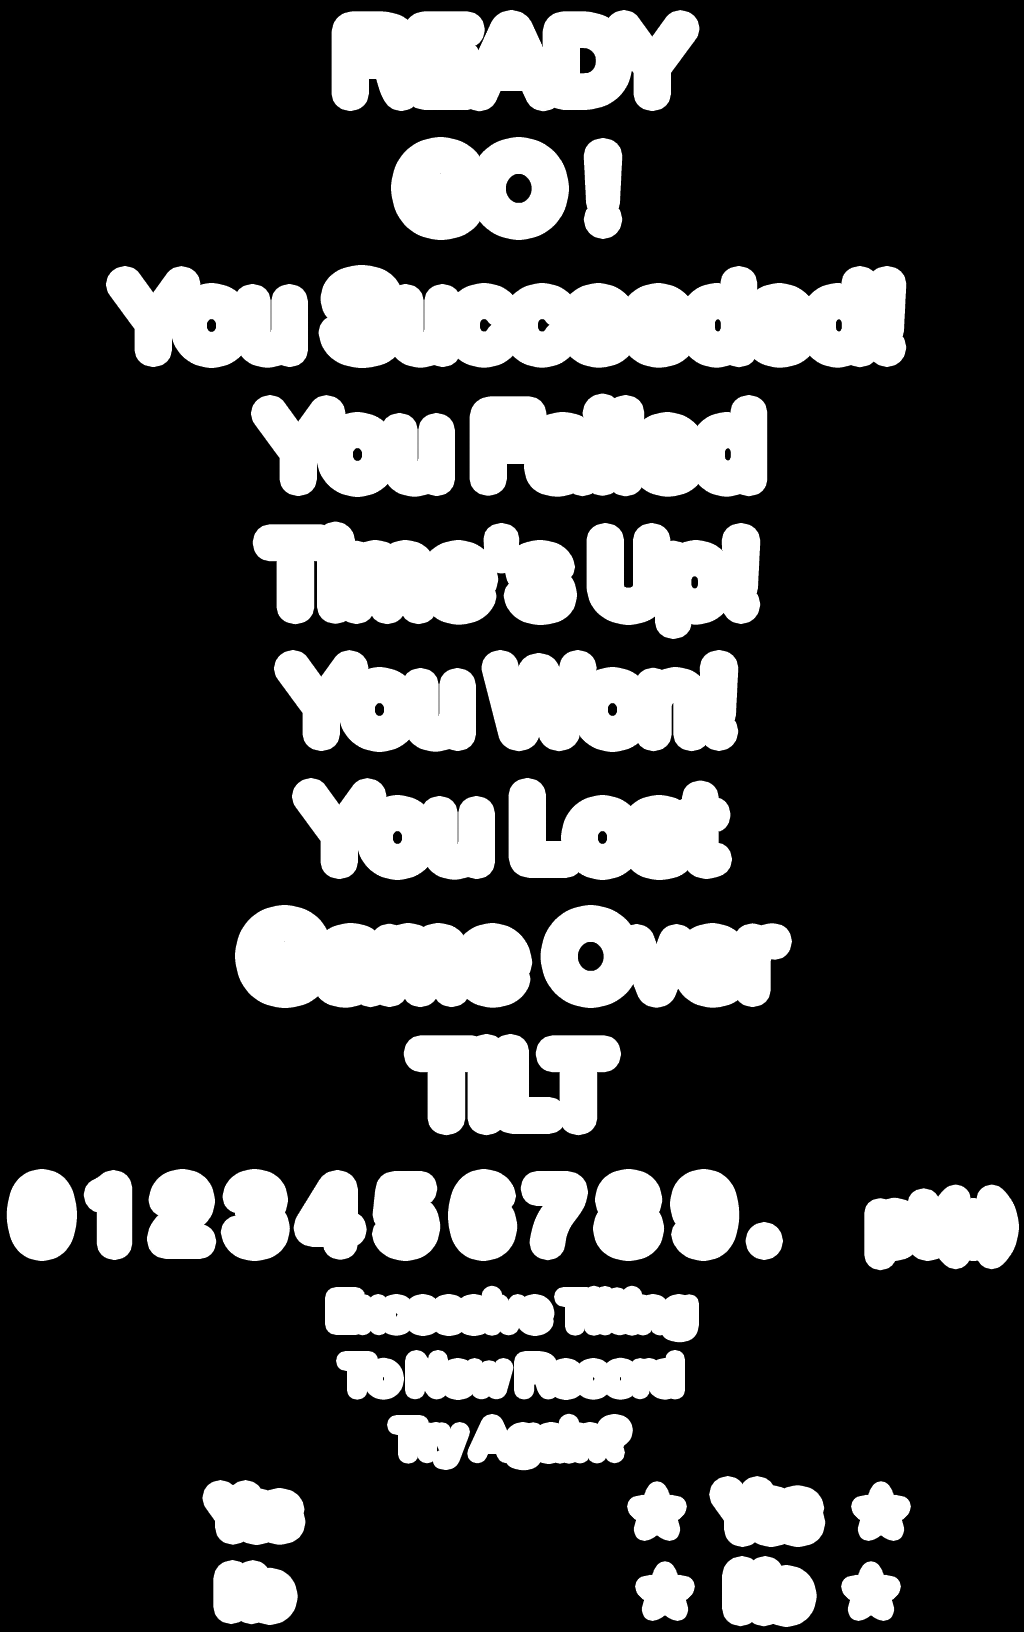 READY
GO !
You Succeeded!
You Failed
Time's Up!
You Won!
You Lost
Game Over
TILT
0123456789.
Excessive Tilting
To New Record
Try Again?
Yes ★ Yes ★
No ★ No ★